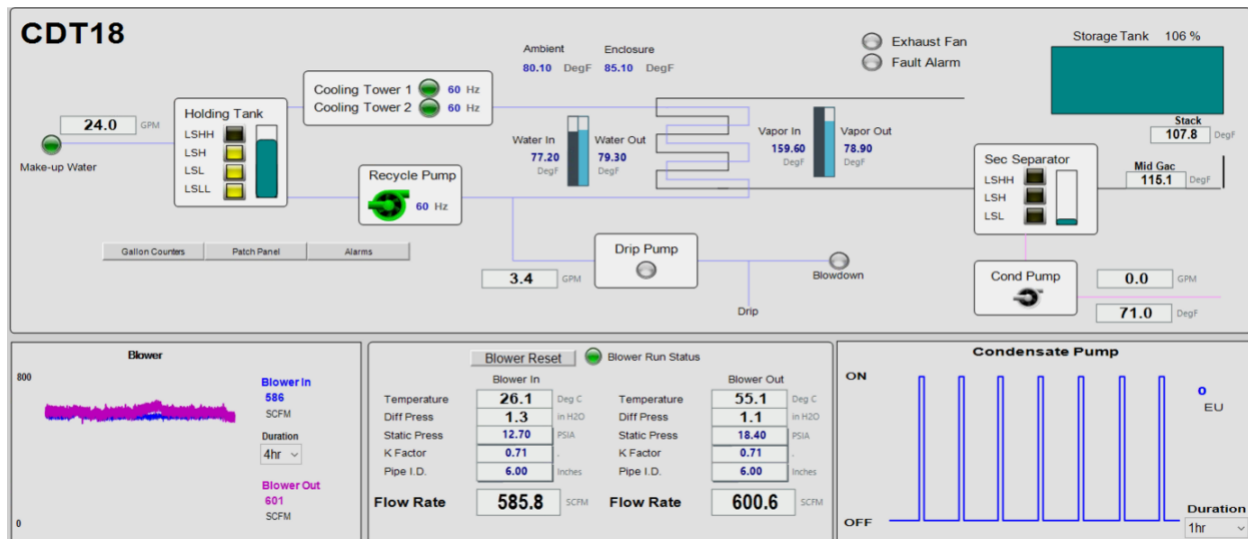 CDT18
Ambient Enclosure
80.10 DegF 85.10 DegF
Exhaust Fan
Fault Alarm
Storage Tank 106 %
Cooling Tower 1 60 Hz
Cooling Tower 2 60 Hz
24.0 GPM
Make-up Water
Holding Tank
LSHH
LSH
LSL
LSLL
Water In Water Out
77.20 79.30
DegF DegF
Vapor In Vapor Out
159.60 78.90
DegF DegF
Stack
107.8 DegF
Mid Gac
115.1 DegF
Sec Separator
LSHH
LSH
LSL
Recycle Pump
60 Hz
Gallon Counters Patch Panel Alarms
3.4 GPM
Drip Pump
Blowdown
Drip
Cond Pump
0.0 GPM
71.0 DegF
Blower
800
0
Blower In
586
SCFM
Duration
4hr
Blower Out
601
SCFM
Blower Reset Blower Run Status
Blower In Blower Out
Temperature 26.1 Deg C Temperature 55.1 Deg C
Diff Press 1.3 in H2O Diff Press 1.1 in H2O
Static Press 12.70 PSIA Static Press 18.40 PSIA
K Factor 0.71 . K Factor 0.71 .
Pipe I.D. 6.00 Inches Pipe I.D. 6.00 Inches
Flow Rate 585.8 SCFM Flow Rate 600.6 SCFM
Condensate Pump
ON
OFF
0
EU
Duration
1hr